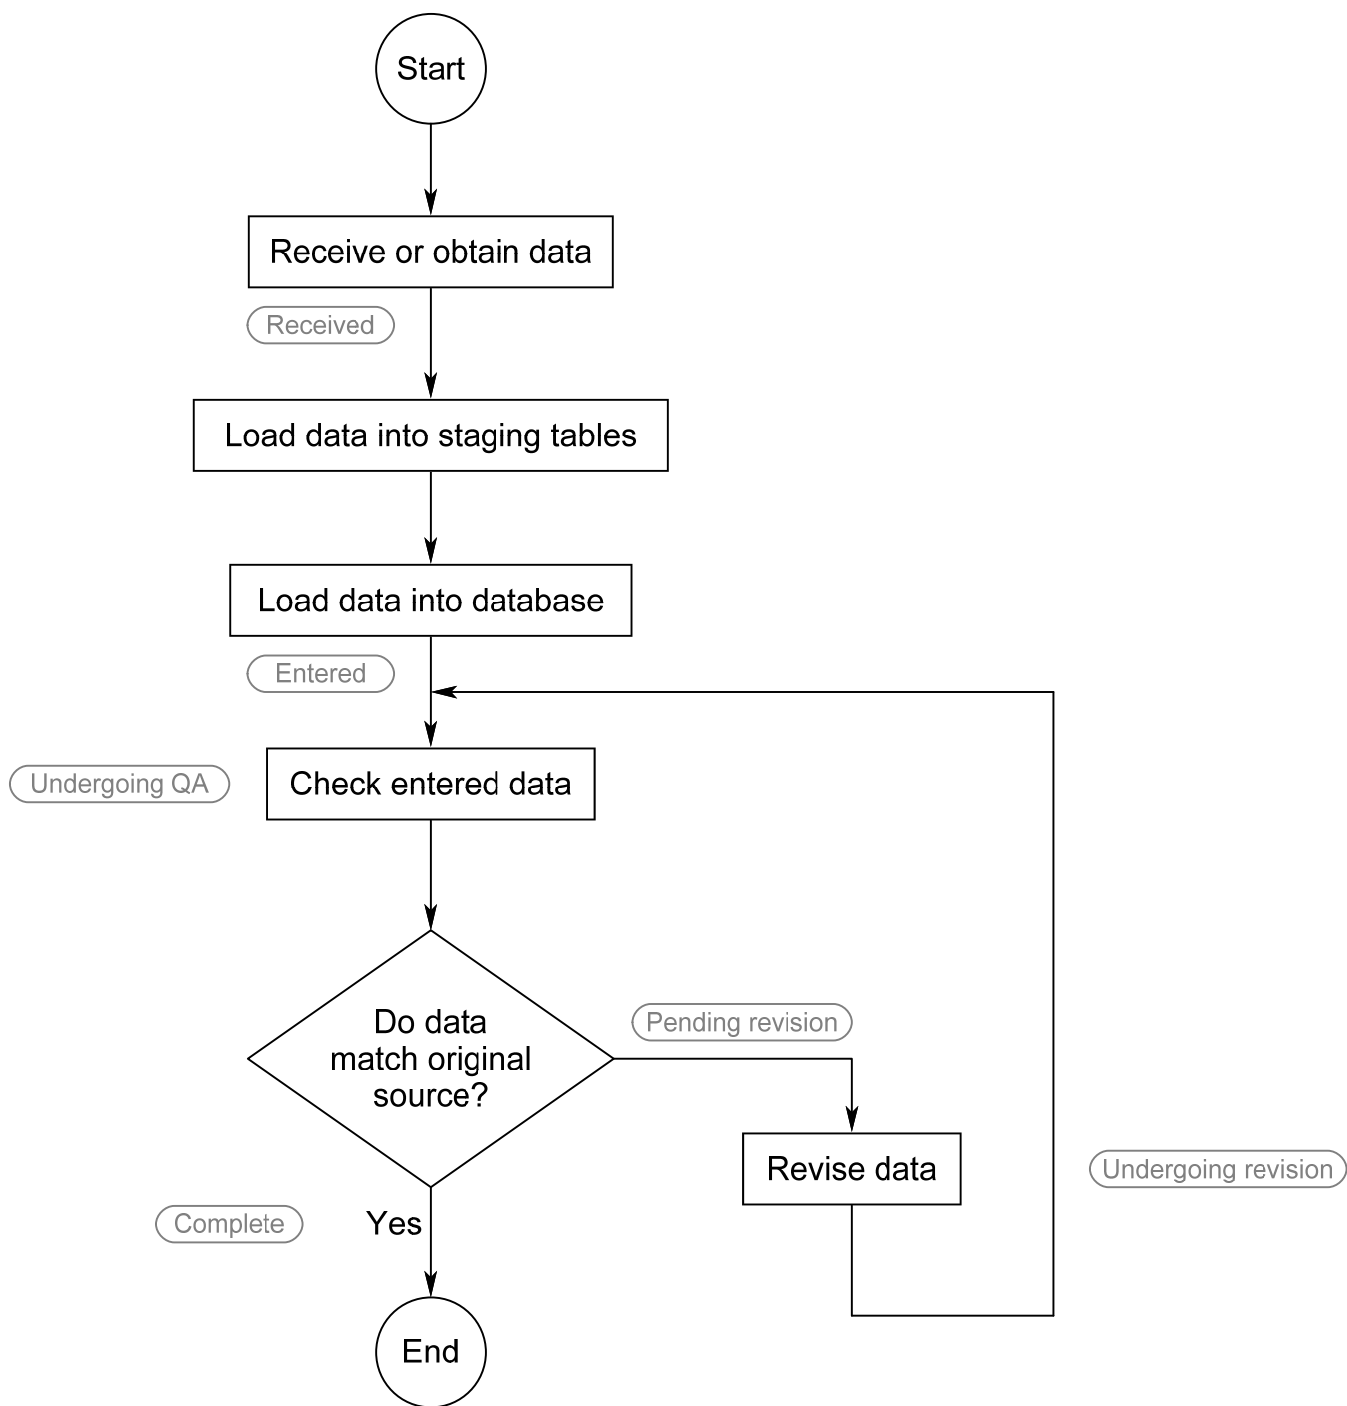 Start
Receive or obtain data
Received
Load data into staging tables
Load data into database
Entered
Undergoing QA
Check entered data
Do data
match original
source?
Pending revision
Revise data
Undergoing revision
Complete
Yes
End